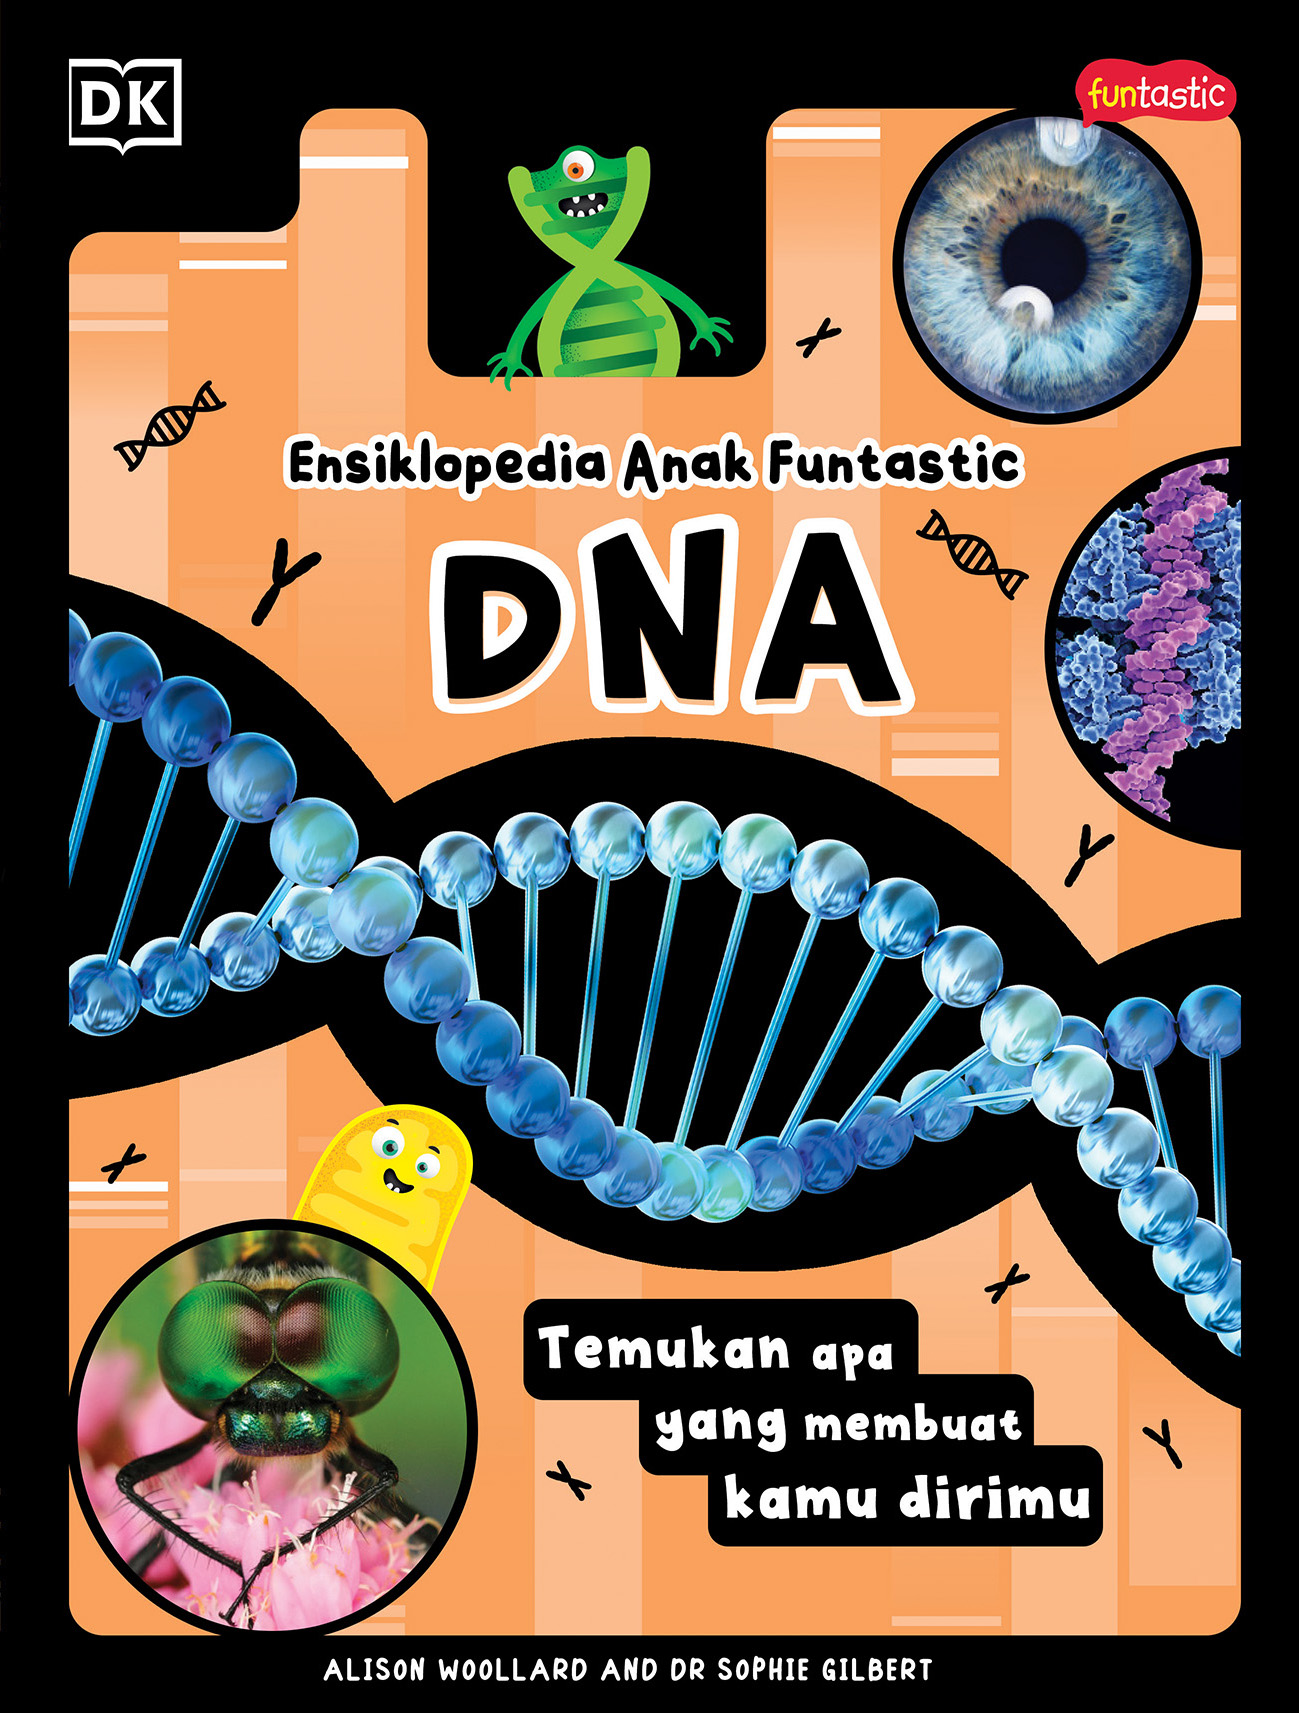 DK
funtastic
Ensiklopedia Anak Funtastic
DNA
Temukan apa
yang membuat
kamu dirimu
ALISON WOOLLARD AND DR SOPHIE GILBERT